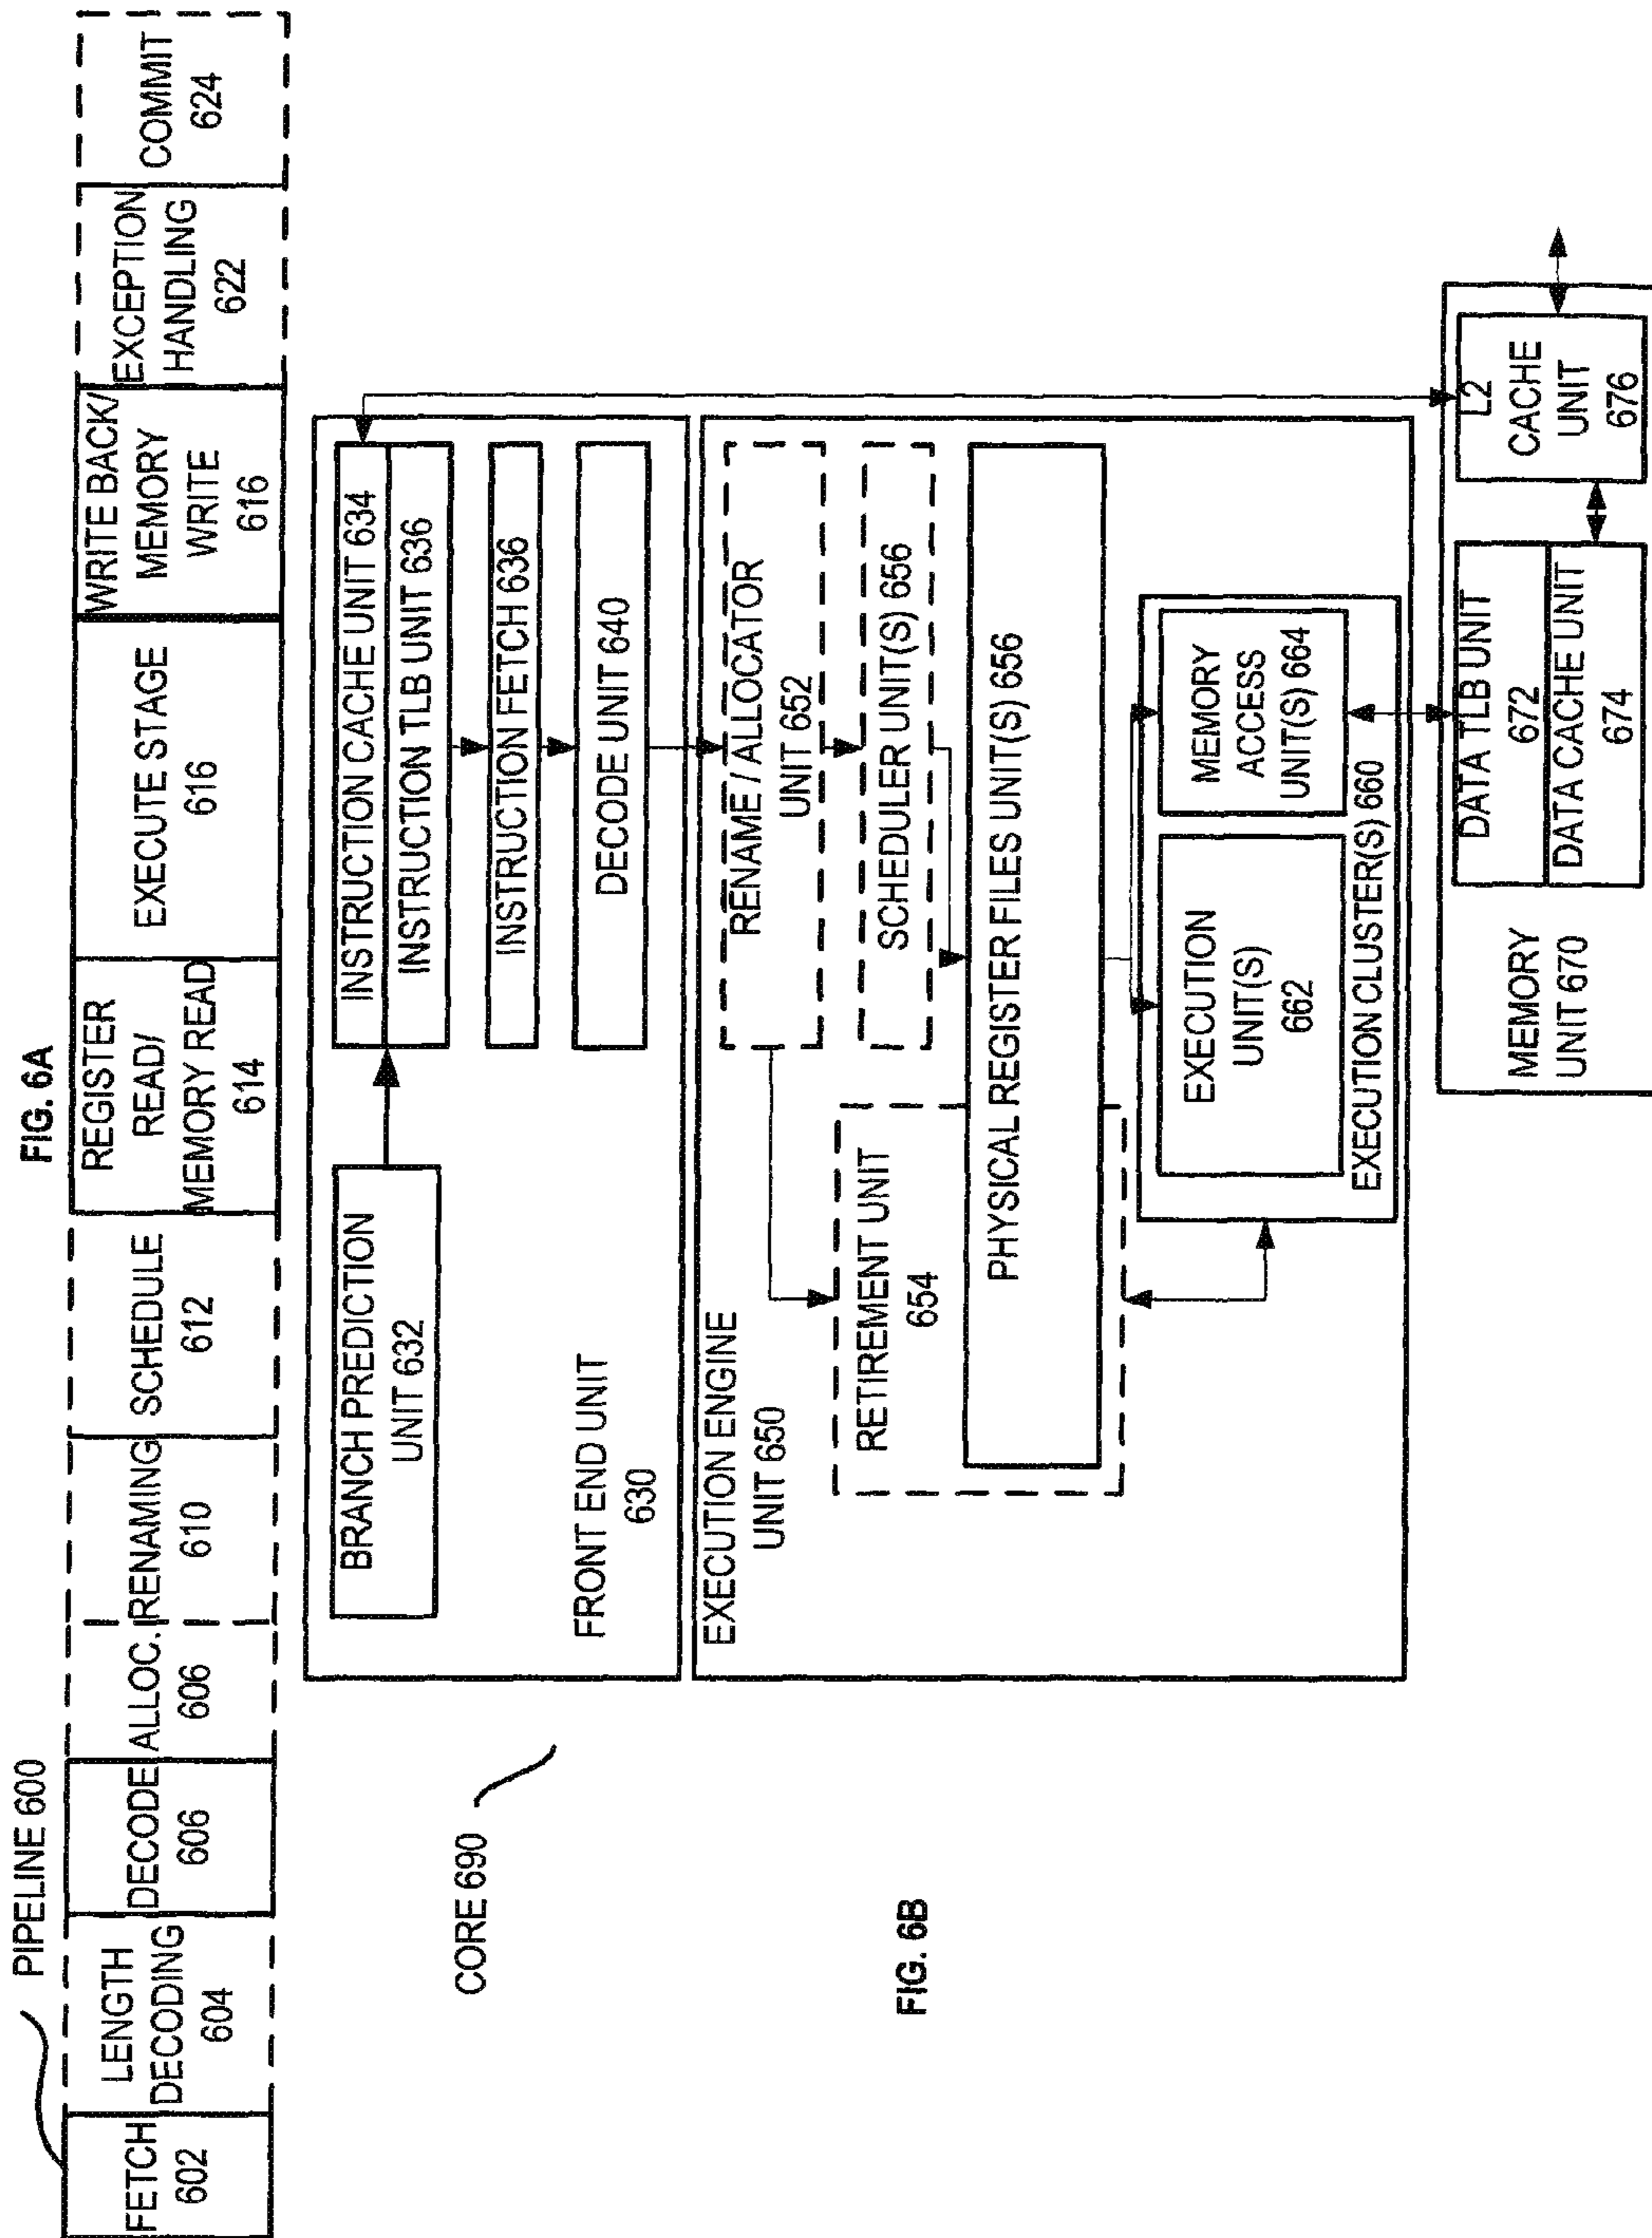 FIG. 6A
PIPELINE 600
FETCH
602
LENGTH
DECODING
604
DECODE
606
ALLOC.
606
RENAMING
610
SCHEDULE
612
REGISTER
READ/
MEMORY READ
614
EXECUTE STAGE
616
WRITE BACK/
MEMORY
WRITE
616
EXCEPTION
HANDLING
622
COMMIT
624
CORE 690
FIG. 6B
BRANCH PREDICTION
UNIT 632
INSTRUCTION CACHE UNIT 634
INSTRUCTION TLB UNIT 636
INSTRUCTION FETCH 636
DECODE UNIT 640
FRONT END UNIT
630
EXECUTION ENGINE
UNIT 650
RENAME / ALLOCATOR
UNIT 652
SCHEDULER UNIT(S) 656
RETIREMENT UNIT
654
PHYSICAL REGISTER FILES UNIT(S) 656
EXECUTION
UNIT(S)
662
MEMORY
ACCESS
UNIT(S) 664
EXECUTION CLUSTER(S) 660
MEMORY
UNIT 670
DATA TLB UNIT
672
DATA CACHE UNIT
674
L2
CACHE
UNIT
676